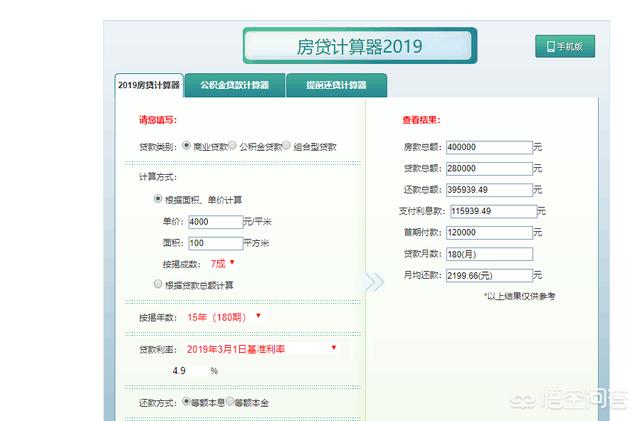 房贷计算器2019
手机版
2019房贷计算器
公积金贷款计算器
提前还贷计算器
请您填写：
贷款类别： 商业贷款 公积金贷款 组合型贷款
计算方式：
根据面积、单价计算
单价： 4000 元/平米
面积： 100 平方米
按揭成数： 7成
根据贷款总额计算
按揭年数： 15年（180期）
贷款利率： 2019年3月1日基准利率
4.9 %
还款方式： 等额本息 等额本金
查看结果：
房款总额： 400000 元
贷款总额： 280000 元
还款总额： 395939.49 元
支付利息款： 115939.49 元
首期付款： 120000 元
贷款月数： 180(月)
月均还款： 2199.66(元) 元
*以上结果仅供参考
悟空问答